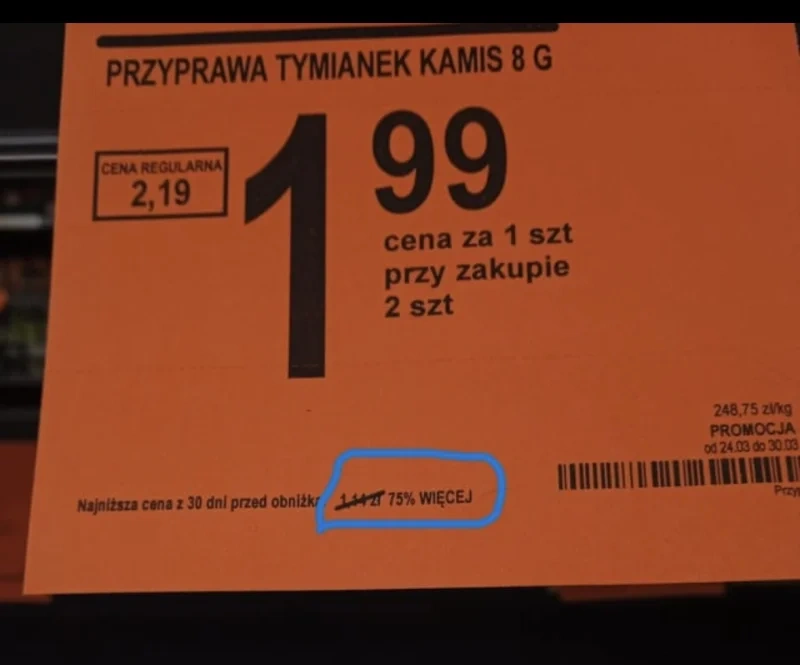 PRZYPRAWA TYMIANEK KAMIS 8 G
CENA REGULARNA
2,19
1 99
cena za 1 szt
przy zakupie
2 szt
248,75 zł/kg
PROMOCJA
od 24.03 do 30.03
Najniższa cena z 30 dni przed obniżką 1,14 zł 75% WIĘCEJ